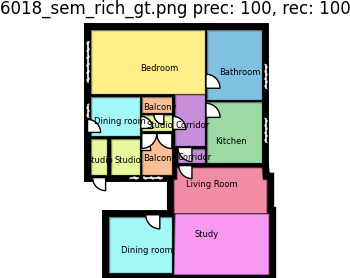 6018_sem_rich_gt.png prec: 100, rec: 100
Bedroom
Bathroom
Balcony
Dining room
Studio
Corridor
Kitchen
Studio
Studio
Balcony
Corridor
Living Room
Study
Dining room